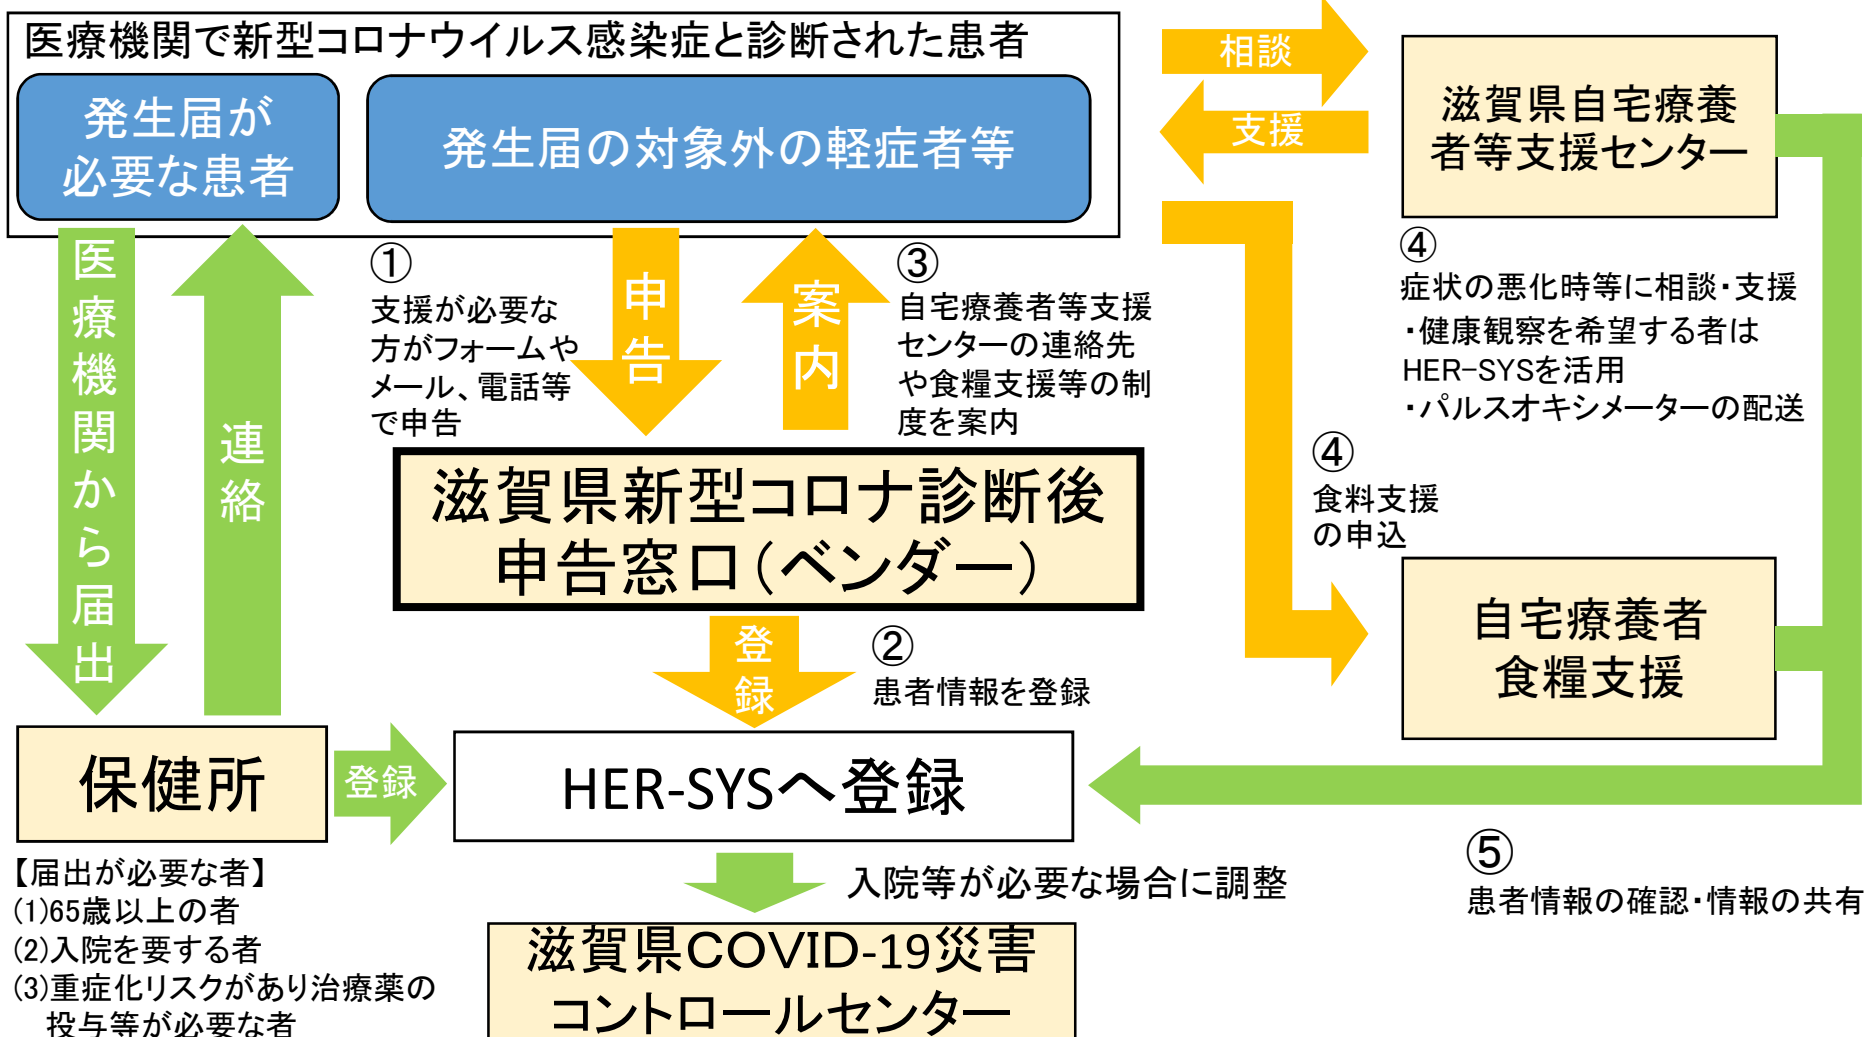 医療機関で新型コロナウイルス感染症と診断された患者
発生届が
必要な患者
発生届の対象外の軽症者等
相談
支援
滋賀県自宅療養
者等支援センター
医療機関から届出
連絡
①
支援が必要な
方がフォームや
メール、電話等
で申告
申告
案内
③
自宅療養者等支援
センターの連絡先
や食糧支援等の制
度を案内
④
症状の悪化時等に相談・支援
・健康観察を希望する者は
HER-SYSを活用
・パルスオキシメーターの配送
④
食料支援
の申込
滋賀県新型コロナ診断後
申告窓口（ベンダー）
自宅療養者
食糧支援
登録
②
患者情報を登録
保健所
登録
HER-SYSへ登録
⑤
患者情報の確認・情報の共有
入院等が必要な場合に調整
【届出が必要な者】
(1)65歳以上の者
(2)入院を要する者
(3)重症化リスクがあり治療薬の
投与等が必要な者
滋賀県COVID-19災害
コントロールセンター